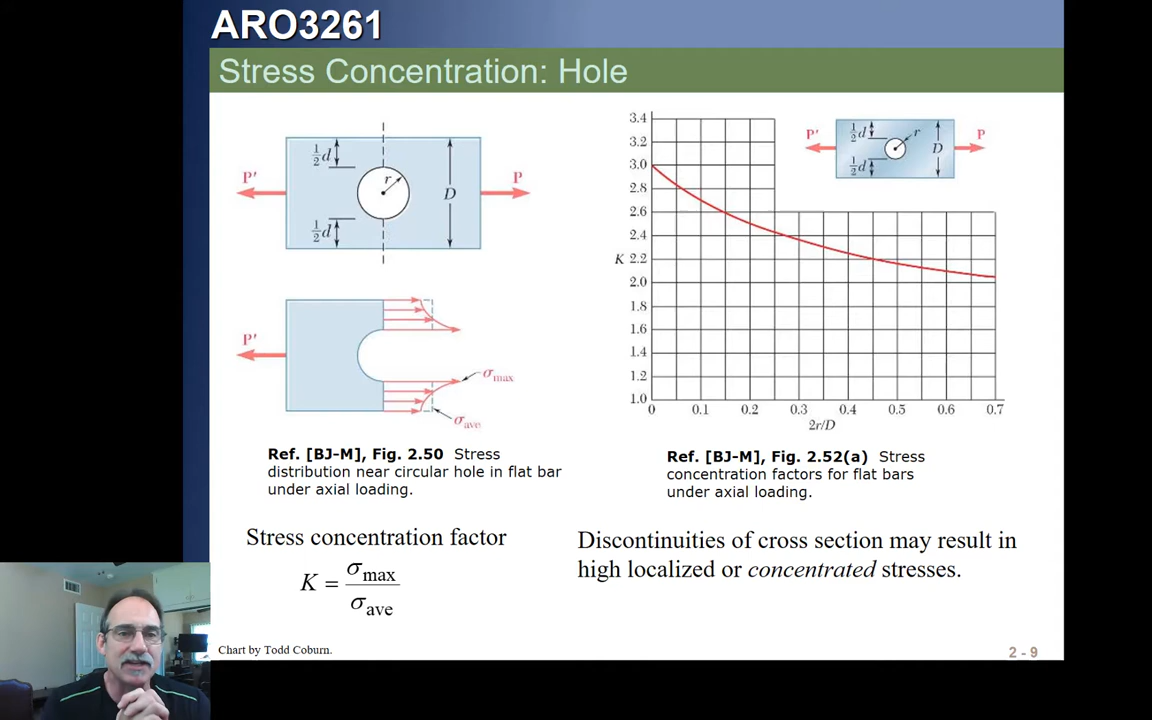 ARO3261
Stress Concentration: Hole
½d
r
P′
P
D
½d
P′
σmax
σave
Ref. [BJ-M], Fig. 2.50 Stress
distribution near circular hole in flat bar
under axial loading.
3.4
3.2
3.0
2.8
2.6
2.4
K 2.2
2.0
1.8
1.6
1.4
1.2
1.0
0 0.1 0.2 0.3 0.4 0.5 0.6 0.7
2r/D
½d
r
P′
P
D
½d
Ref. [BJ-M], Fig. 2.52(a) Stress
concentration factors for flat bars
under axial loading.
Stress concentration factor
K = σmax / σave
Discontinuities of cross section may result in
high localized or concentrated stresses.
Chart by Todd Coburn.
2 - 9